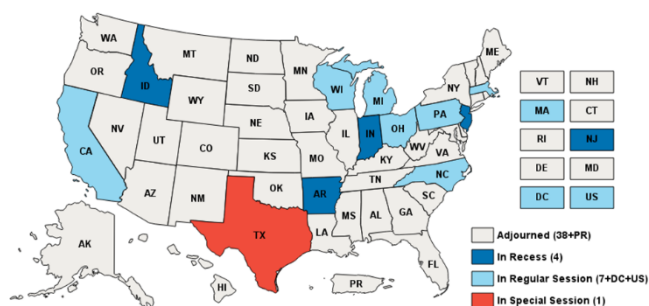 WA
MT
ND
MN
ME
OR
ID
SD
WI
NY
WY
MI
IA
PA
NE
NV
IL
IN
OH
UT
CO
WV
VA
CA
KS
MO
KY
NC
TN
OK
AR
SC
AZ
NM
MS
AL
GA
TX
LA
AK
FL
HI
PR
VT
NH
MA
CT
RI
NJ
DE
MD
DC
US
Adjourned (38+PR)
In Recess (4)
In Regular Session (7+DC+US)
In Special Session (1)